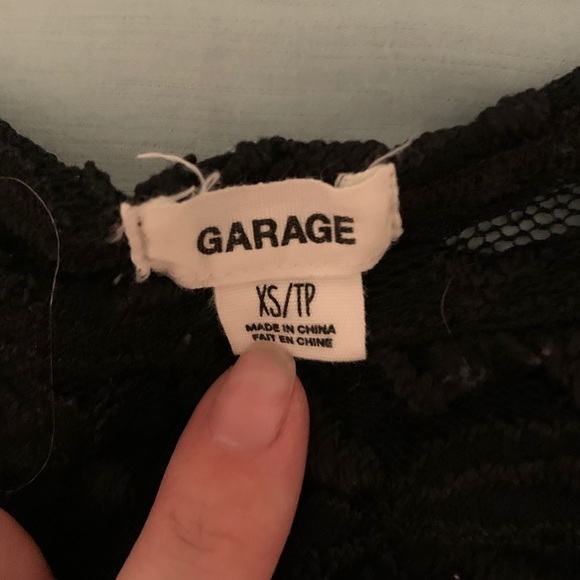 GARAGE
XS/TP
MADE IN CHINA
FAIT EN CHINE